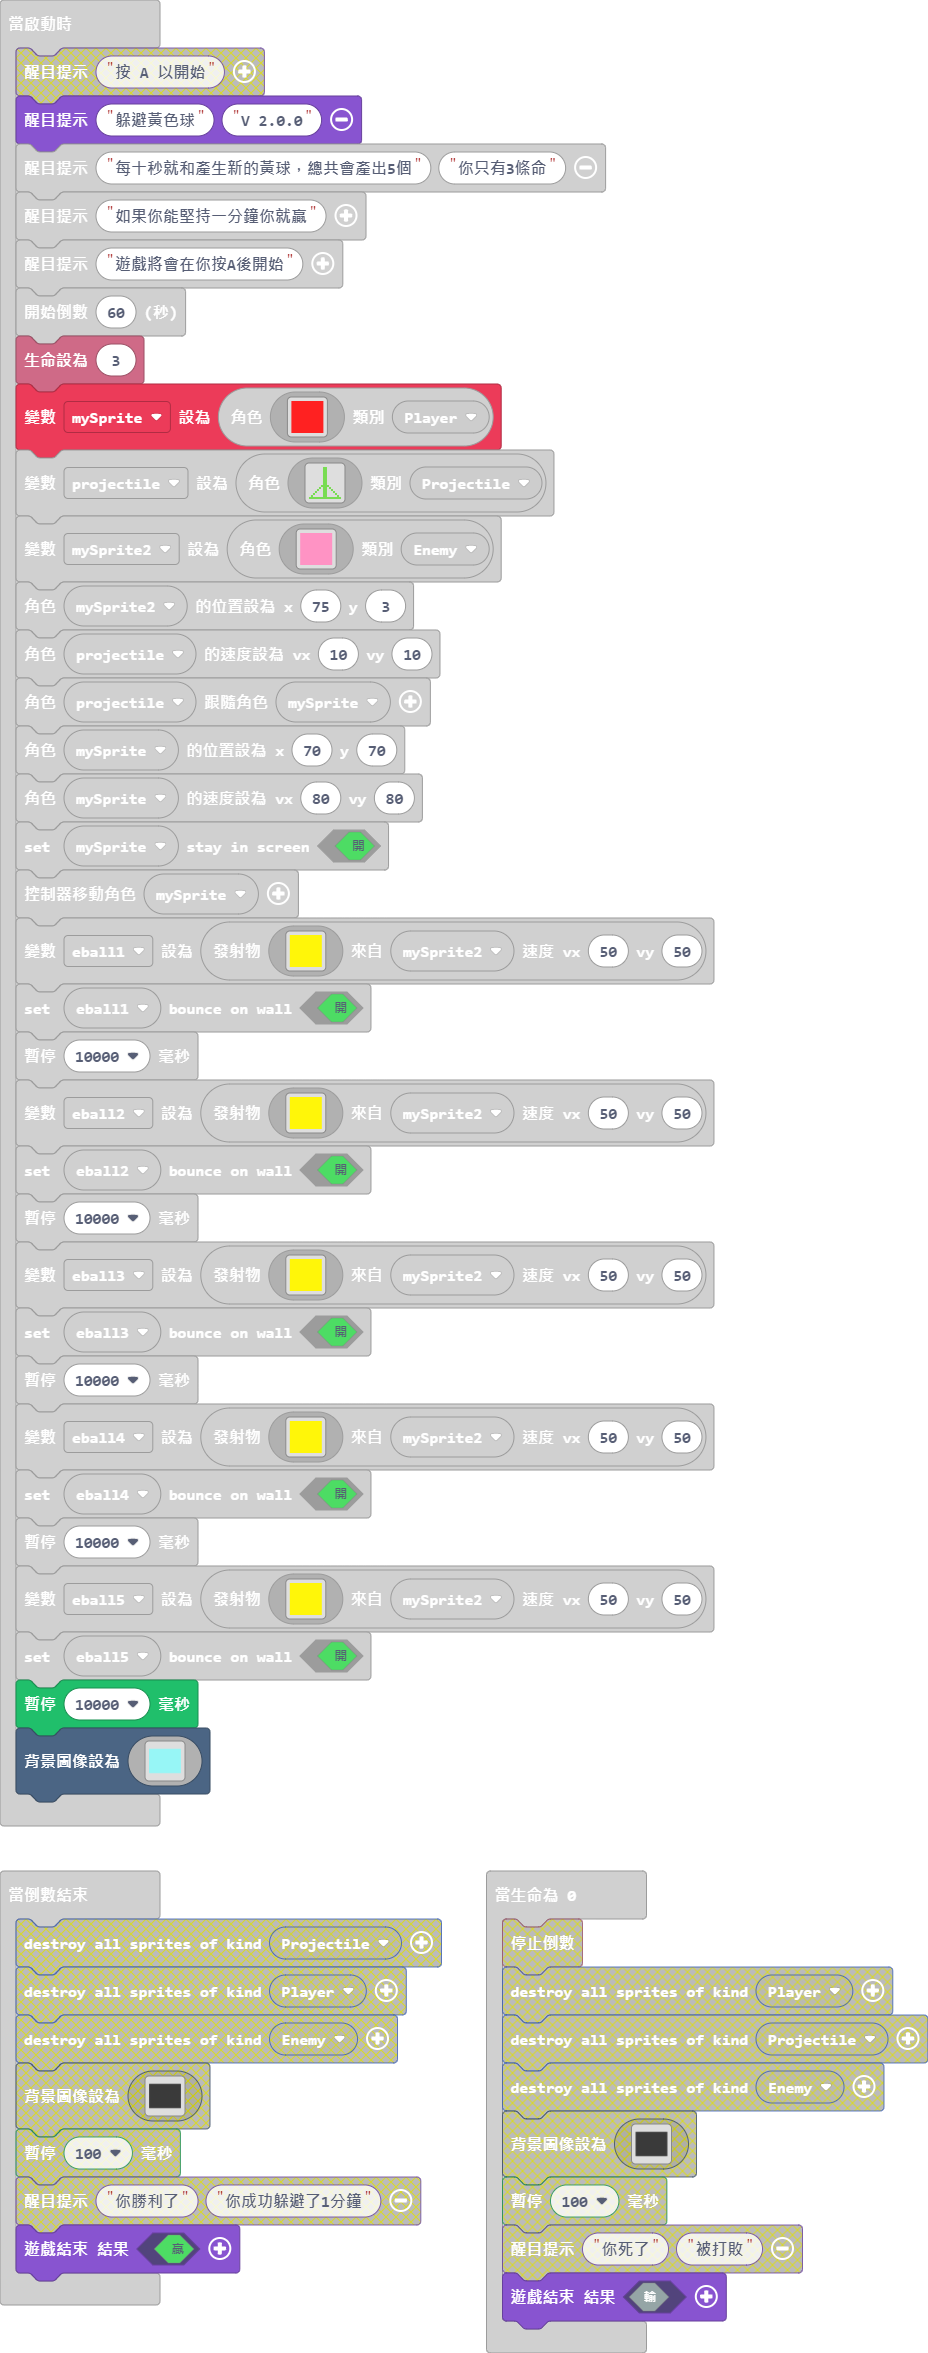 當啟動時
醒目提示 "按 A 以開始"
醒目提示 "躲避黃色球" "V 2.0.0"
醒目提示 "每十秒就和產生新的黃球，總共會產出5個" "你只有3條命"
醒目提示 "如果你能堅持一分鐘你就贏"
醒目提示 "遊戲將會在你按A後開始"
開始倒數 60 (秒)
生命設為 3
變數 mySprite 設為 角色 類別 Player
變數 projectile 設為 角色 類別 Projectile
變數 mySprite2 設為 角色 類別 Enemy
角色 mySprite2 的位置設為 x 75 y 3
角色 projectile 的速度設為 vx 10 vy 10
角色 projectile 跟隨角色 mySprite
角色 mySprite 的位置設為 x 70 y 70
角色 mySprite 的速度設為 vx 80 vy 80
set mySprite stay in screen 開
控制器移動角色 mySprite
變數 eball1 設為 發射物 來自 mySprite2 速度 vx 50 vy 50
set eball1 bounce on wall 開
暫停 10000 毫秒
變數 eball2 設為 發射物 來自 mySprite2 速度 vx 50 vy 50
set eball2 bounce on wall 開
暫停 10000 毫秒
變數 eball3 設為 發射物 來自 mySprite2 速度 vx 50 vy 50
set eball3 bounce on wall 開
暫停 10000 毫秒
變數 eball4 設為 發射物 來自 mySprite2 速度 vx 50 vy 50
set eball4 bounce on wall 開
暫停 10000 毫秒
變數 eball5 設為 發射物 來自 mySprite2 速度 vx 50 vy 50
set eball5 bounce on wall 開
暫停 10000 毫秒
背景圖像設為
當倒數結束
destroy all sprites of kind Projectile
destroy all sprites of kind Player
destroy all sprites of kind Enemy
背景圖像設為
暫停 100 毫秒
醒目提示 "你勝利了" "你成功躲避了1分鐘"
遊戲結束 結果 贏
當生命為 0
停止倒數
destroy all sprites of kind Player
destroy all sprites of kind Projectile
destroy all sprites of kind Enemy
背景圖像設為
暫停 100 毫秒
醒目提示 "你死了" "被打敗"
遊戲結束 結果 輸